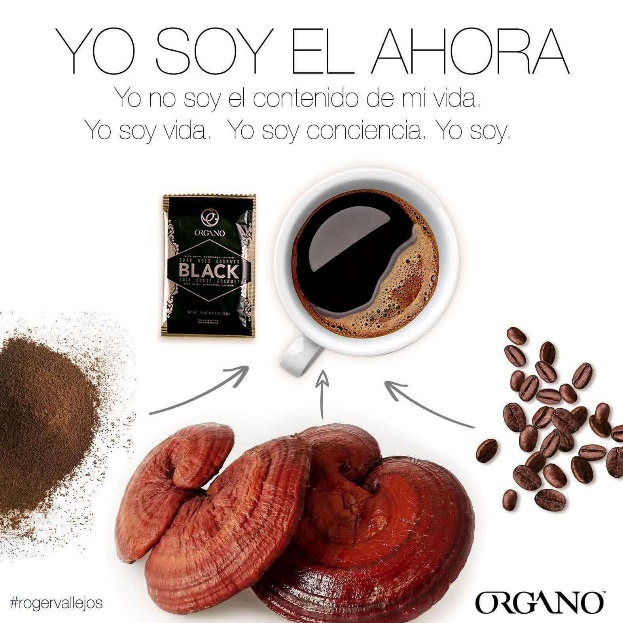 YO SOY EL AHORA
Yo no soy el contenido de mi vida.
Yo soy vida. Yo soy conciencia. Yo soy.
ORGANO
BLACK
#rogervallejos
ORGANO™